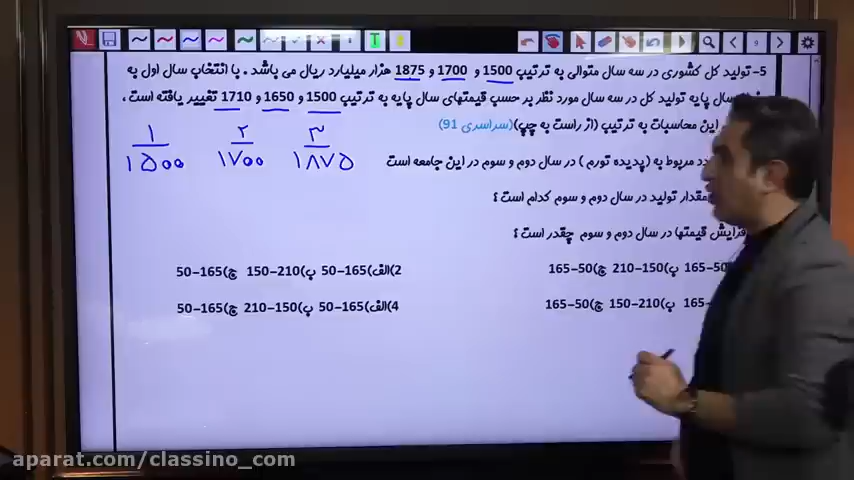 5- تولید کل کشوری در سه سال متوالی به ترتیب 1500 و 1700 و 1875 هزار میلیارد ریال می باشد . با انتخاب سال اول به
سال پایه تولید کل در سه سال مورد نظر بر حسب قیمتهای سال پایه به ترتیب 1500 و 1650 و 1710 تغییر یافته است ،
این محاسبات به ترتیب (از راست به چپ)(سراسری 91)
مربوط به (پدیده تورم ) در سال دوم و سوم در این جامعه است
مقدار تولید در سال دوم و سوم کدام است ؟
افزایش قیمتها در سال دوم و سوم چقدر است ؟
۱ ۲ ۳
۱۵۰۰ ۱۷۰۰ ۱۸۷۵
165-50 پ)150-210 ج)50-165
2)الف)165-50 پ)210-150 ج)165-50
165- پ)210-150 ج)50-165
4)الف)165-50 پ)150-210 ج)165-50
9
aparat.com/classino_com